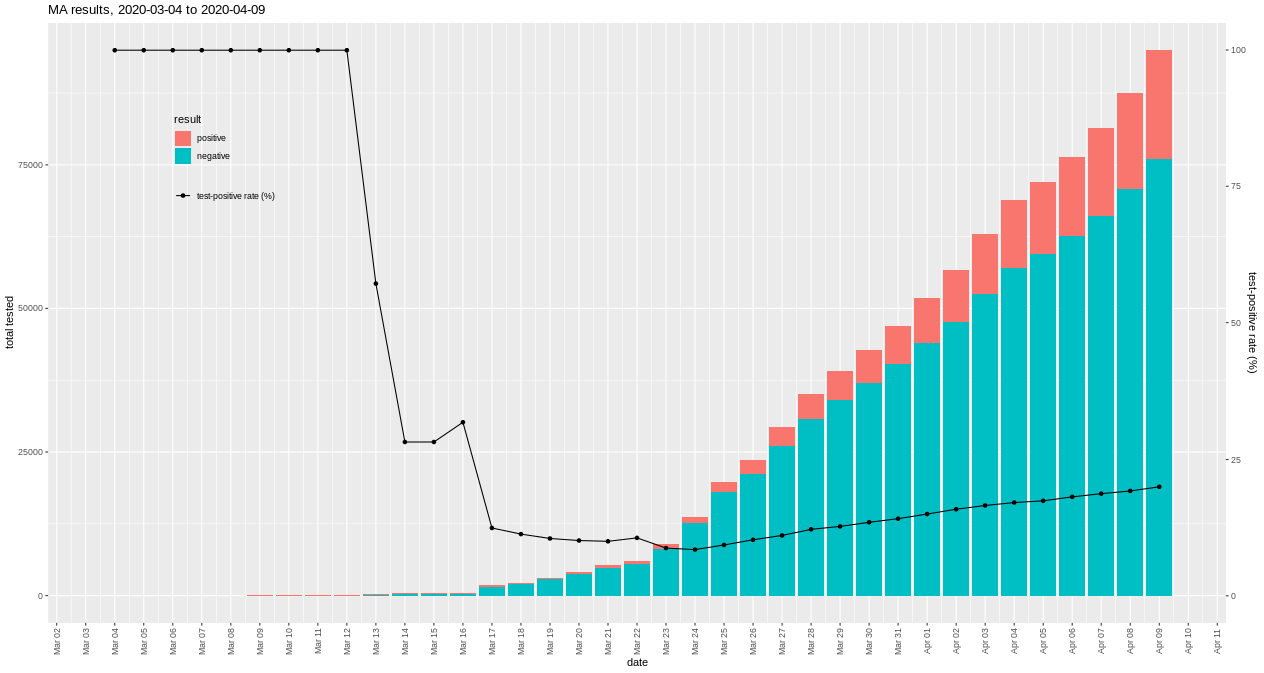 MA results, 2020-03-04 to 2020-04-09
result
positive
negative
test-positive rate (%)
total tested
75000
50000
25000
0
100
75
50
25
0
test-positive rate (%)
Mar 02
Mar 03
Mar 04
Mar 05
Mar 06
Mar 07
Mar 08
Mar 09
Mar 10
Mar 11
Mar 12
Mar 13
Mar 14
Mar 15
Mar 16
Mar 17
Mar 18
Mar 19
Mar 20
Mar 21
Mar 22
Mar 23
Mar 24
Mar 25
Mar 26
Mar 27
Mar 28
Mar 29
Mar 30
Mar 31
Apr 01
Apr 02
Apr 03
Apr 04
Apr 05
Apr 06
Apr 07
Apr 08
Apr 09
Apr 10
Apr 11
date